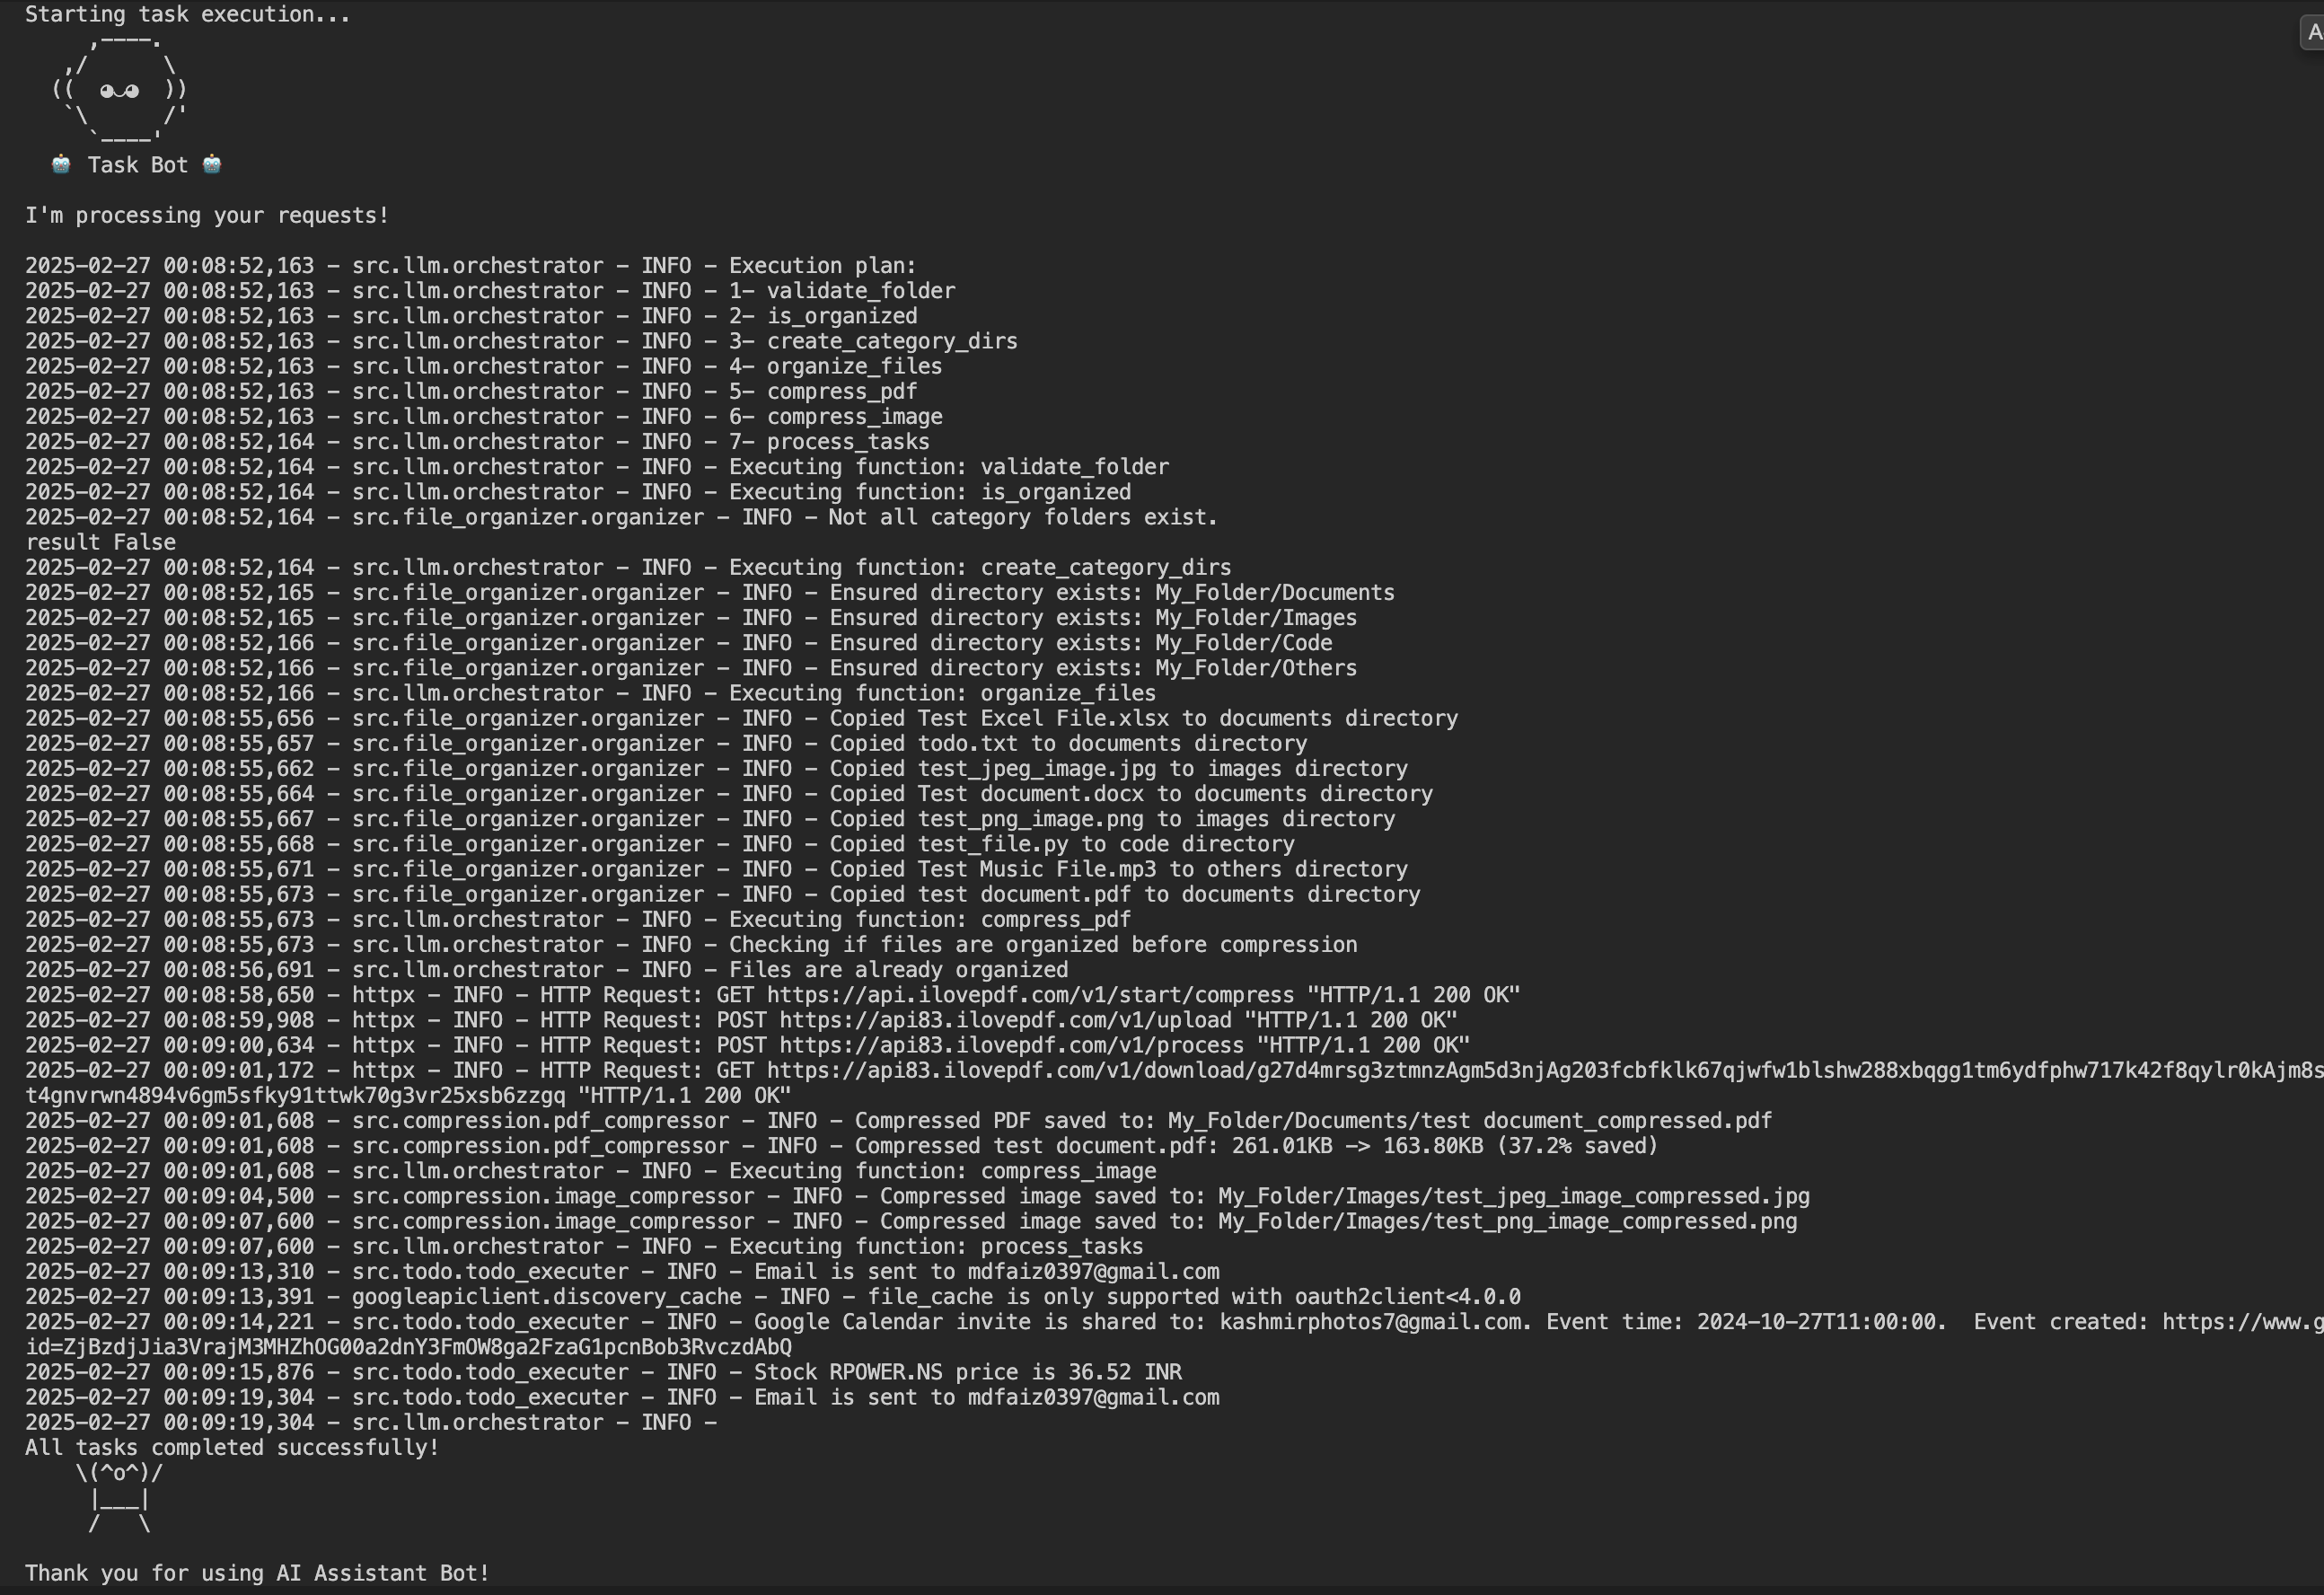 Starting task execution...
     ,----.
   ,/      \
  ((  ◕‿◕  ))
   `\      /'
     `----'
  🤖 Task Bot 🤖
I'm processing your requests!
2025-02-27 00:08:52,163 - src.llm.orchestrator - INFO - Execution plan:
2025-02-27 00:08:52,163 - src.llm.orchestrator - INFO - 1- validate_folder
2025-02-27 00:08:52,163 - src.llm.orchestrator - INFO - 2- is_organized
2025-02-27 00:08:52,163 - src.llm.orchestrator - INFO - 3- create_category_dirs
2025-02-27 00:08:52,163 - src.llm.orchestrator - INFO - 4- organize_files
2025-02-27 00:08:52,163 - src.llm.orchestrator - INFO - 5- compress_pdf
2025-02-27 00:08:52,163 - src.llm.orchestrator - INFO - 6- compress_image
2025-02-27 00:08:52,164 - src.llm.orchestrator - INFO - 7- process_tasks
2025-02-27 00:08:52,164 - src.llm.orchestrator - INFO - Executing function: validate_folder
2025-02-27 00:08:52,164 - src.llm.orchestrator - INFO - Executing function: is_organized
2025-02-27 00:08:52,164 - src.file_organizer.organizer - INFO - Not all category folders exist.
result False
2025-02-27 00:08:52,164 - src.llm.orchestrator - INFO - Executing function: create_category_dirs
2025-02-27 00:08:52,165 - src.file_organizer.organizer - INFO - Ensured directory exists: My_Folder/Documents
2025-02-27 00:08:52,165 - src.file_organizer.organizer - INFO - Ensured directory exists: My_Folder/Images
2025-02-27 00:08:52,166 - src.file_organizer.organizer - INFO - Ensured directory exists: My_Folder/Code
2025-02-27 00:08:52,166 - src.file_organizer.organizer - INFO - Ensured directory exists: My_Folder/Others
2025-02-27 00:08:52,166 - src.llm.orchestrator - INFO - Executing function: organize_files
2025-02-27 00:08:55,656 - src.file_organizer.organizer - INFO - Copied Test Excel File.xlsx to documents directory
2025-02-27 00:08:55,657 - src.file_organizer.organizer - INFO - Copied todo.txt to documents directory
2025-02-27 00:08:55,662 - src.file_organizer.organizer - INFO - Copied test_jpeg_image.jpg to images directory
2025-02-27 00:08:55,664 - src.file_organizer.organizer - INFO - Copied Test document.docx to documents directory
2025-02-27 00:08:55,667 - src.file_organizer.organizer - INFO - Copied test_png_image.png to images directory
2025-02-27 00:08:55,668 - src.file_organizer.organizer - INFO - Copied test_file.py to code directory
2025-02-27 00:08:55,671 - src.file_organizer.organizer - INFO - Copied Test Music File.mp3 to others directory
2025-02-27 00:08:55,673 - src.file_organizer.organizer - INFO - Copied test document.pdf to documents directory
2025-02-27 00:08:55,673 - src.llm.orchestrator - INFO - Executing function: compress_pdf
2025-02-27 00:08:55,673 - src.llm.orchestrator - INFO - Checking if files are organized before compression
2025-02-27 00:08:56,691 - src.llm.orchestrator - INFO - Files are already organized
2025-02-27 00:08:58,650 - httpx - INFO - HTTP Request: GET https://api.ilovepdf.com/v1/start/compress "HTTP/1.1 200 OK"
2025-02-27 00:08:59,908 - httpx - INFO - HTTP Request: POST https://api83.ilovepdf.com/v1/upload "HTTP/1.1 200 OK"
2025-02-27 00:09:00,634 - httpx - INFO - HTTP Request: POST https://api83.ilovepdf.com/v1/process "HTTP/1.1 200 OK"
2025-02-27 00:09:01,172 - httpx - INFO - HTTP Request: GET https://api83.ilovepdf.com/v1/download/g27d4mrsg3ztmnzAgm5d3njAg203fcbfklk67qjwfw1blshw288xbqgg1tm6ydfphw717k42f8qylr0kAjm8s
t4gnvrwn4894v6gm5sfky91ttwk70g3vr25xsb6zzgq "HTTP/1.1 200 OK"
2025-02-27 00:09:01,608 - src.compression.pdf_compressor - INFO - Compressed PDF saved to: My_Folder/Documents/test document_compressed.pdf
2025-02-27 00:09:01,608 - src.compression.pdf_compressor - INFO - Compressed test document.pdf: 261.01KB -> 163.80KB (37.2% saved)
2025-02-27 00:09:01,608 - src.llm.orchestrator - INFO - Executing function: compress_image
2025-02-27 00:09:04,500 - src.compression.image_compressor - INFO - Compressed image saved to: My_Folder/Images/test_jpeg_image_compressed.jpg
2025-02-27 00:09:07,600 - src.compression.image_compressor - INFO - Compressed image saved to: My_Folder/Images/test_png_image_compressed.png
2025-02-27 00:09:07,600 - src.llm.orchestrator - INFO - Executing function: process_tasks
2025-02-27 00:09:13,310 - src.todo.todo_executer - INFO - Email is sent to mdfaiz0397@gmail.com
2025-02-27 00:09:13,391 - googleapiclient.discovery_cache - INFO - file_cache is only supported with oauth2client<4.0.0
2025-02-27 00:09:14,221 - src.todo.todo_executer - INFO - Google Calendar invite is shared to: kashmirphotos7@gmail.com. Event time: 2024-10-27T11:00:00.  Event created: https://www.g
id=ZjBzdjJia3VrajM3MHZhOG00a2dnY3FmOW8ga2FzaG1pcnBob3RvczdAbQ
2025-02-27 00:09:15,876 - src.todo.todo_executer - INFO - Stock RPOWER.NS price is 36.52 INR
2025-02-27 00:09:19,304 - src.todo.todo_executer - INFO - Email is sent to mdfaiz0397@gmail.com
2025-02-27 00:09:19,304 - src.llm.orchestrator - INFO -
All tasks completed successfully!
    \(^o^)/
     |___|
     /   \
Thank you for using AI Assistant Bot!